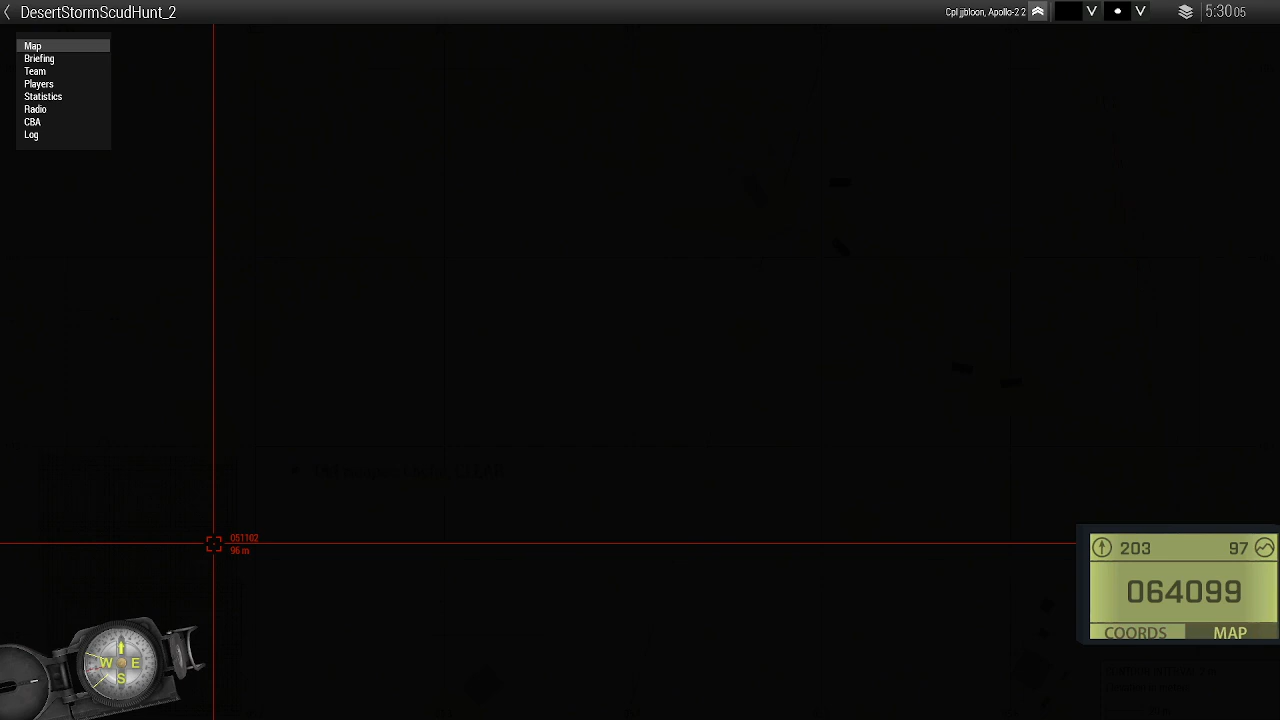 DesertStormScudHunt_2
Cpl jjbloon, Apollo-2 2
5:30 05
Map
Briefing
Team
Players
Statistics
Radio
CBA
Log
051102
96 m
203
97
064099
COORDS
MAP
W
E
S